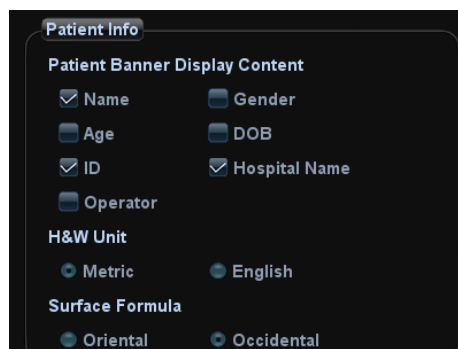 Patient Info
Patient Banner Display Content
Name Gender
Age DOB
ID Hospital Name
Operator
H&W Unit
Metric English
Surface Formula
Oriental Occidental